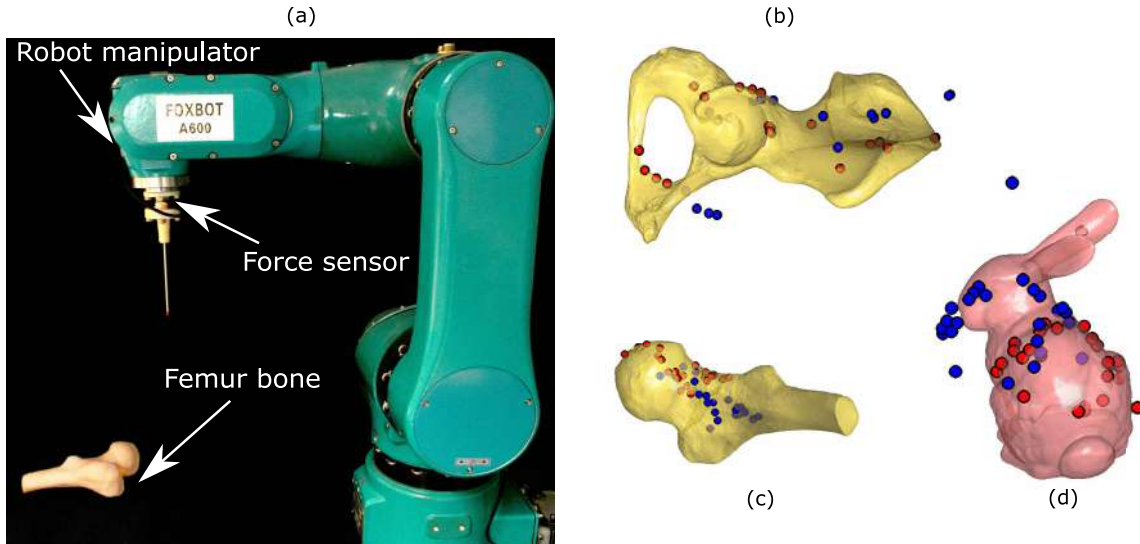 (a)
(b)
Robot manipulator
FOXBOT
A600
Force sensor
Femur bone
(c)
(d)